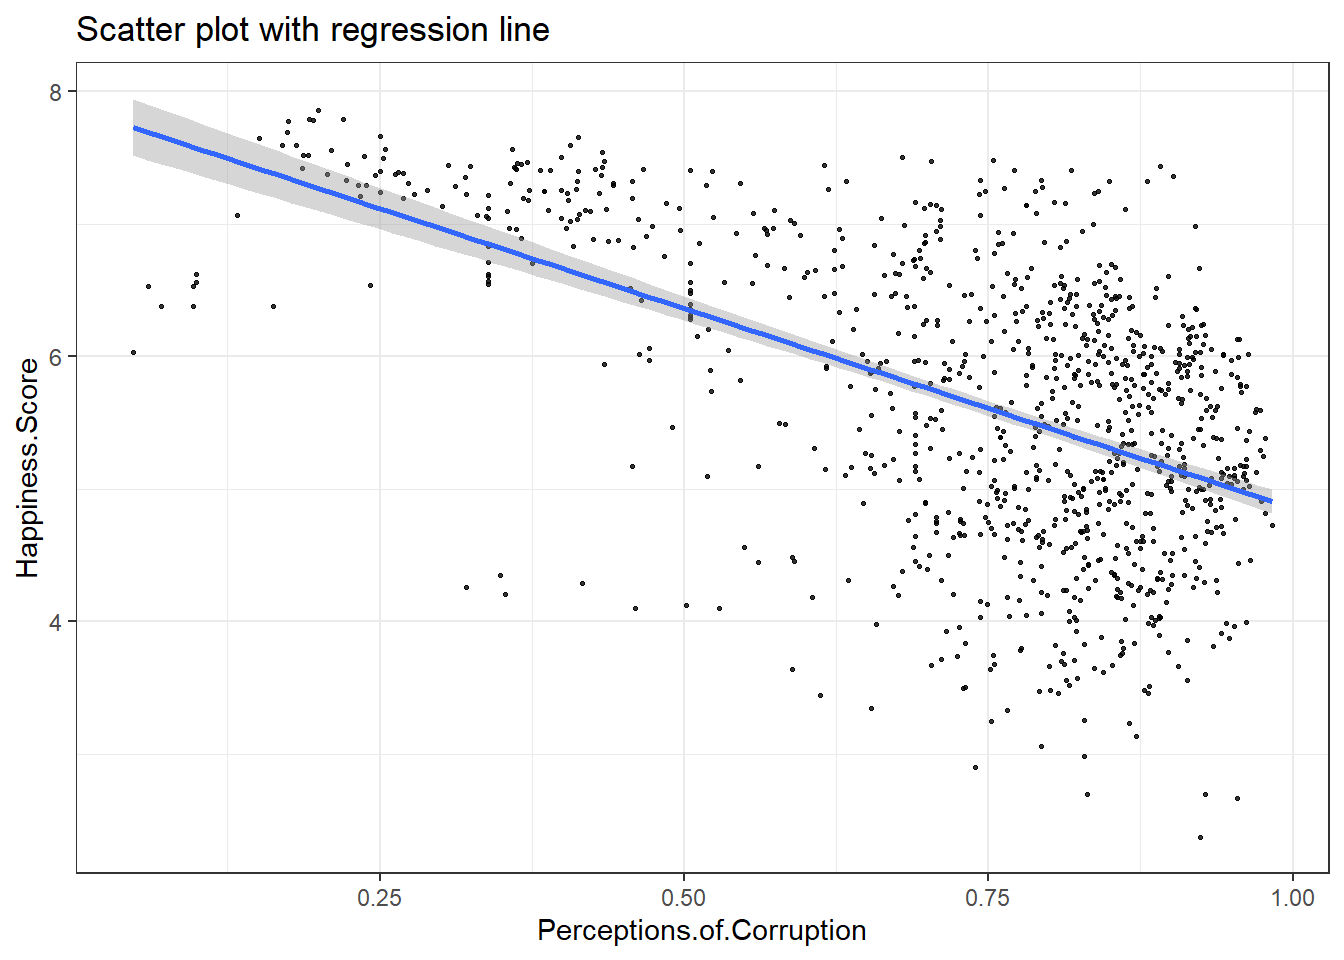 Scatter plot with regression line
8
6
4
Happiness.Score
0.25
0.50
0.75
1.00
Perceptions.of.Corruption